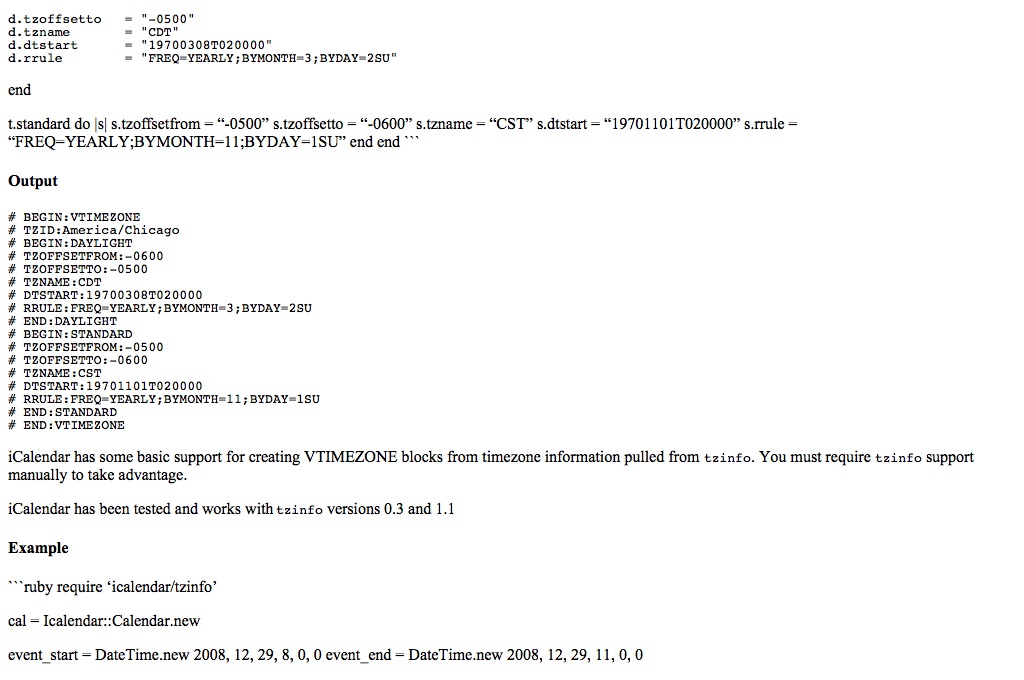 d.tzoffsetto   = "-0500"
d.tzname       = "CDT"
d.dtstart      = "19700308T020000"
d.rrule        = "FREQ=YEARLY;BYMONTH=3;BYDAY=2SU"
end
t.standard do |s| s.tzoffsetfrom = “-0500” s.tzoffsetto = “-0600” s.tzname = “CST” s.dtstart = “19701101T020000” s.rrule =
“FREQ=YEARLY;BYMONTH=11;BYDAY=1SU” end end ```
Output
# BEGIN:VTIMEZONE
# TZID:America/Chicago
# BEGIN:DAYLIGHT
# TZOFFSETFROM:-0600
# TZOFFSETTO:-0500
# TZNAME:CDT
# DTSTART:19700308T020000
# RRULE:FREQ=YEARLY;BYMONTH=3;BYDAY=2SU
# END:DAYLIGHT
# BEGIN:STANDARD
# TZOFFSETFROM:-0500
# TZOFFSETTO:-0600
# TZNAME:CST
# DTSTART:19701101T020000
# RRULE:FREQ=YEARLY;BYMONTH=11;BYDAY=1SU
# END:STANDARD
# END:VTIMEZONE
iCalendar has some basic support for creating VTIMEZONE blocks from timezone information pulled from tzinfo. You must require tzinfo support
manually to take advantage.
iCalendar has been tested and works with tzinfo versions 0.3 and 1.1
Example
```ruby require ‘icalendar/tzinfo’
cal = Icalendar::Calendar.new
event_start = DateTime.new 2008, 12, 29, 8, 0, 0 event_end = DateTime.new 2008, 12, 29, 11, 0, 0